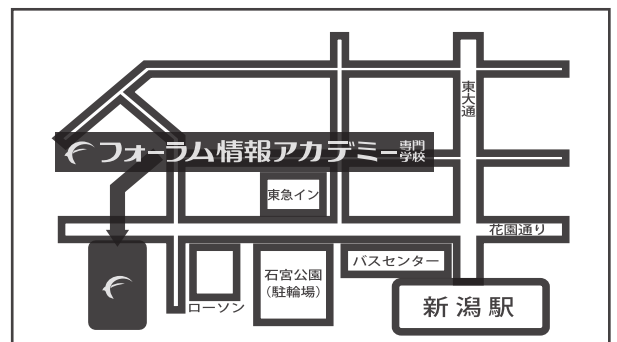 東大通
フォーラム情報アカデミー専門
学校
東急イン
花園通り
バスセンター
石宮公園
(駐輪場)
ローソン
新潟駅